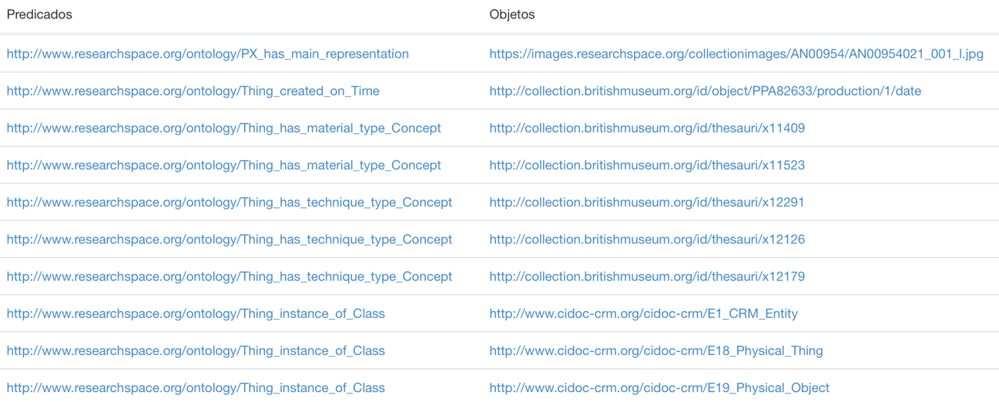 Predicados Objetos
http://www.researchspace.org/ontology/PX_has_main_representation https://images.researchspace.org/collectionimages/AN00954/AN00954021_001_l.jpg
http://www.researchspace.org/ontology/Thing_created_on_Time http://collection.britishmuseum.org/id/object/PPA82633/production/1/date
http://www.researchspace.org/ontology/Thing_has_material_type_Concept http://collection.britishmuseum.org/id/thesauri/x11409
http://www.researchspace.org/ontology/Thing_has_material_type_Concept http://collection.britishmuseum.org/id/thesauri/x11523
http://www.researchspace.org/ontology/Thing_has_technique_type_Concept http://collection.britishmuseum.org/id/thesauri/x12291
http://www.researchspace.org/ontology/Thing_has_technique_type_Concept http://collection.britishmuseum.org/id/thesauri/x12126
http://www.researchspace.org/ontology/Thing_has_technique_type_Concept http://collection.britishmuseum.org/id/thesauri/x12179
http://www.researchspace.org/ontology/Thing_instance_of_Class http://www.cidoc-crm.org/cidoc-crm/E1_CRM_Entity
http://www.researchspace.org/ontology/Thing_instance_of_Class http://www.cidoc-crm.org/cidoc-crm/E18_Physical_Thing
http://www.researchspace.org/ontology/Thing_instance_of_Class http://www.cidoc-crm.org/cidoc-crm/E19_Physical_Object